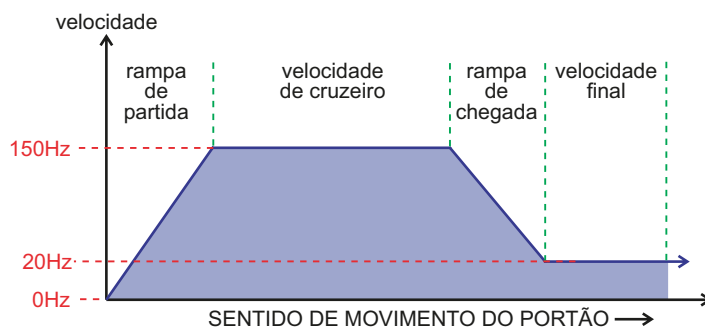 velocidade
rampa
de
partida
velocidade
de cruzeiro
rampa
de
chegada
velocidade
final
150Hz
20Hz
0Hz
SENTIDO DE MOVIMENTO DO PORTÃO